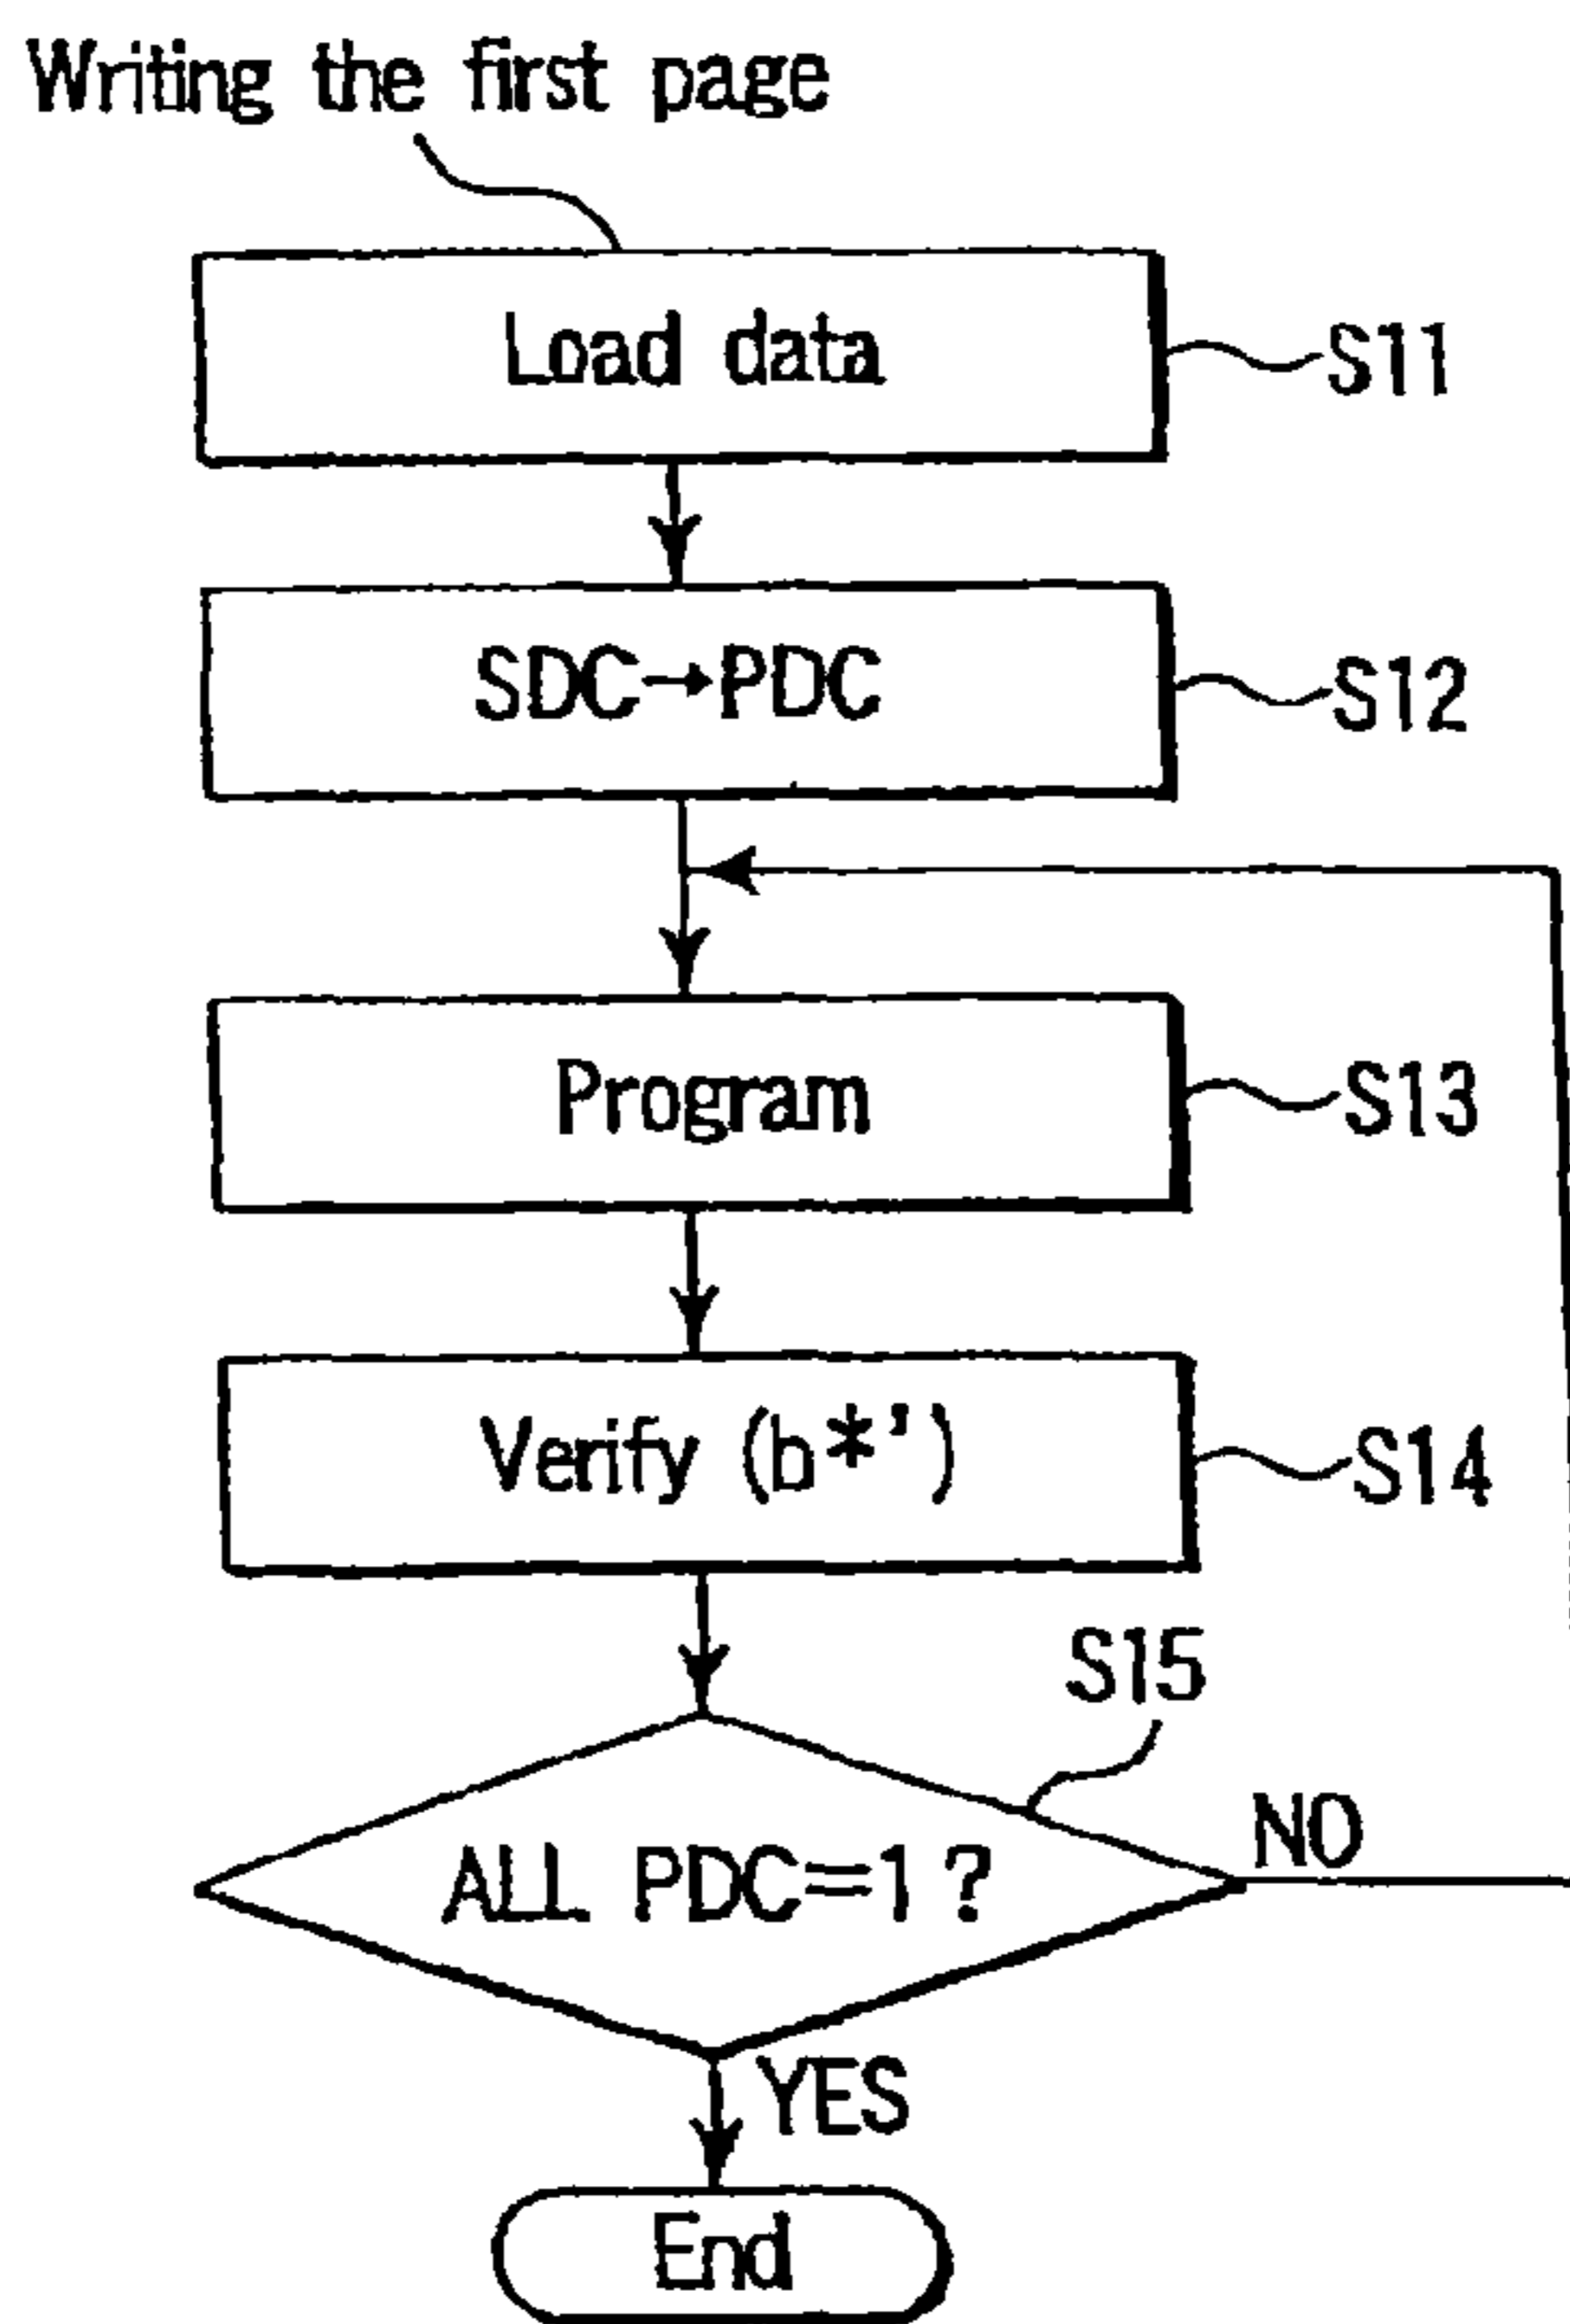 Writing the first page
Load data
S11
SDC→PDC
S12
Program
S13
Verify (b*')
S14
S15
ALL PDC=1?
NO
YES
End